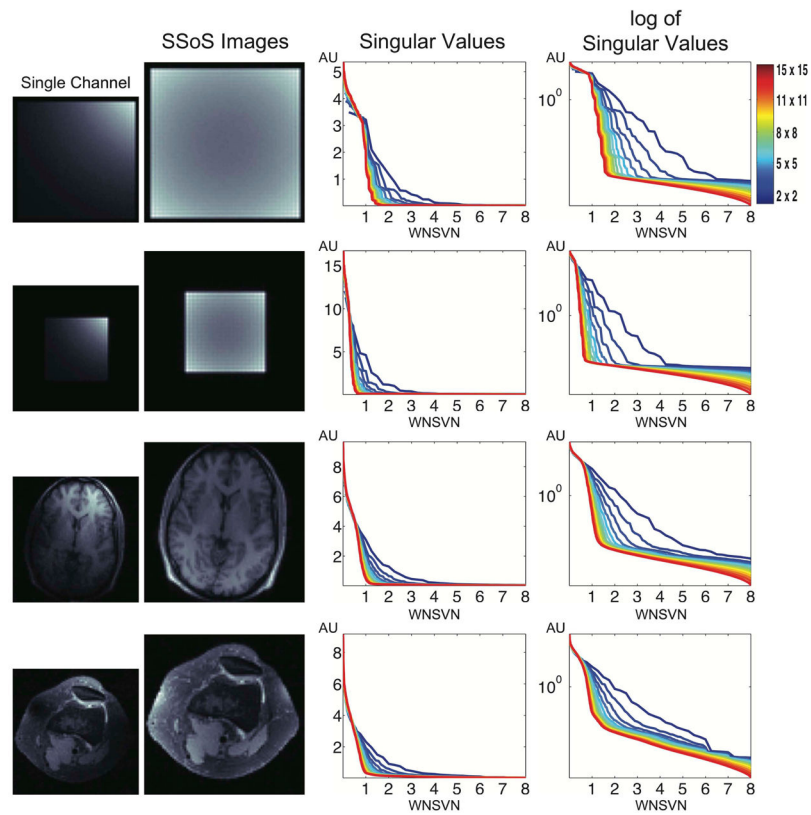 Single Channel
SSoS Images
Singular Values
log of
Singular Values
AU
5
4
3
2
1
1 2 3 4 5 6 7 8
WNSVN
AU
10^0
1 2 3 4 5 6 7 8
WNSVN
15 x 15
11 x 11
8 x 8
5 x 5
2 x 2
AU
15
10
5
1 2 3 4 5 6 7 8
WNSVN
AU
10^0
1 2 3 4 5 6 7 8
WNSVN
AU
8
6
4
2
1 2 3 4 5 6 7 8
WNSVN
AU
10^0
1 2 3 4 5 6 7 8
WNSVN
AU
8
6
4
2
1 2 3 4 5 6 7 8
WNSVN
AU
10^0
1 2 3 4 5 6 7 8
WNSVN